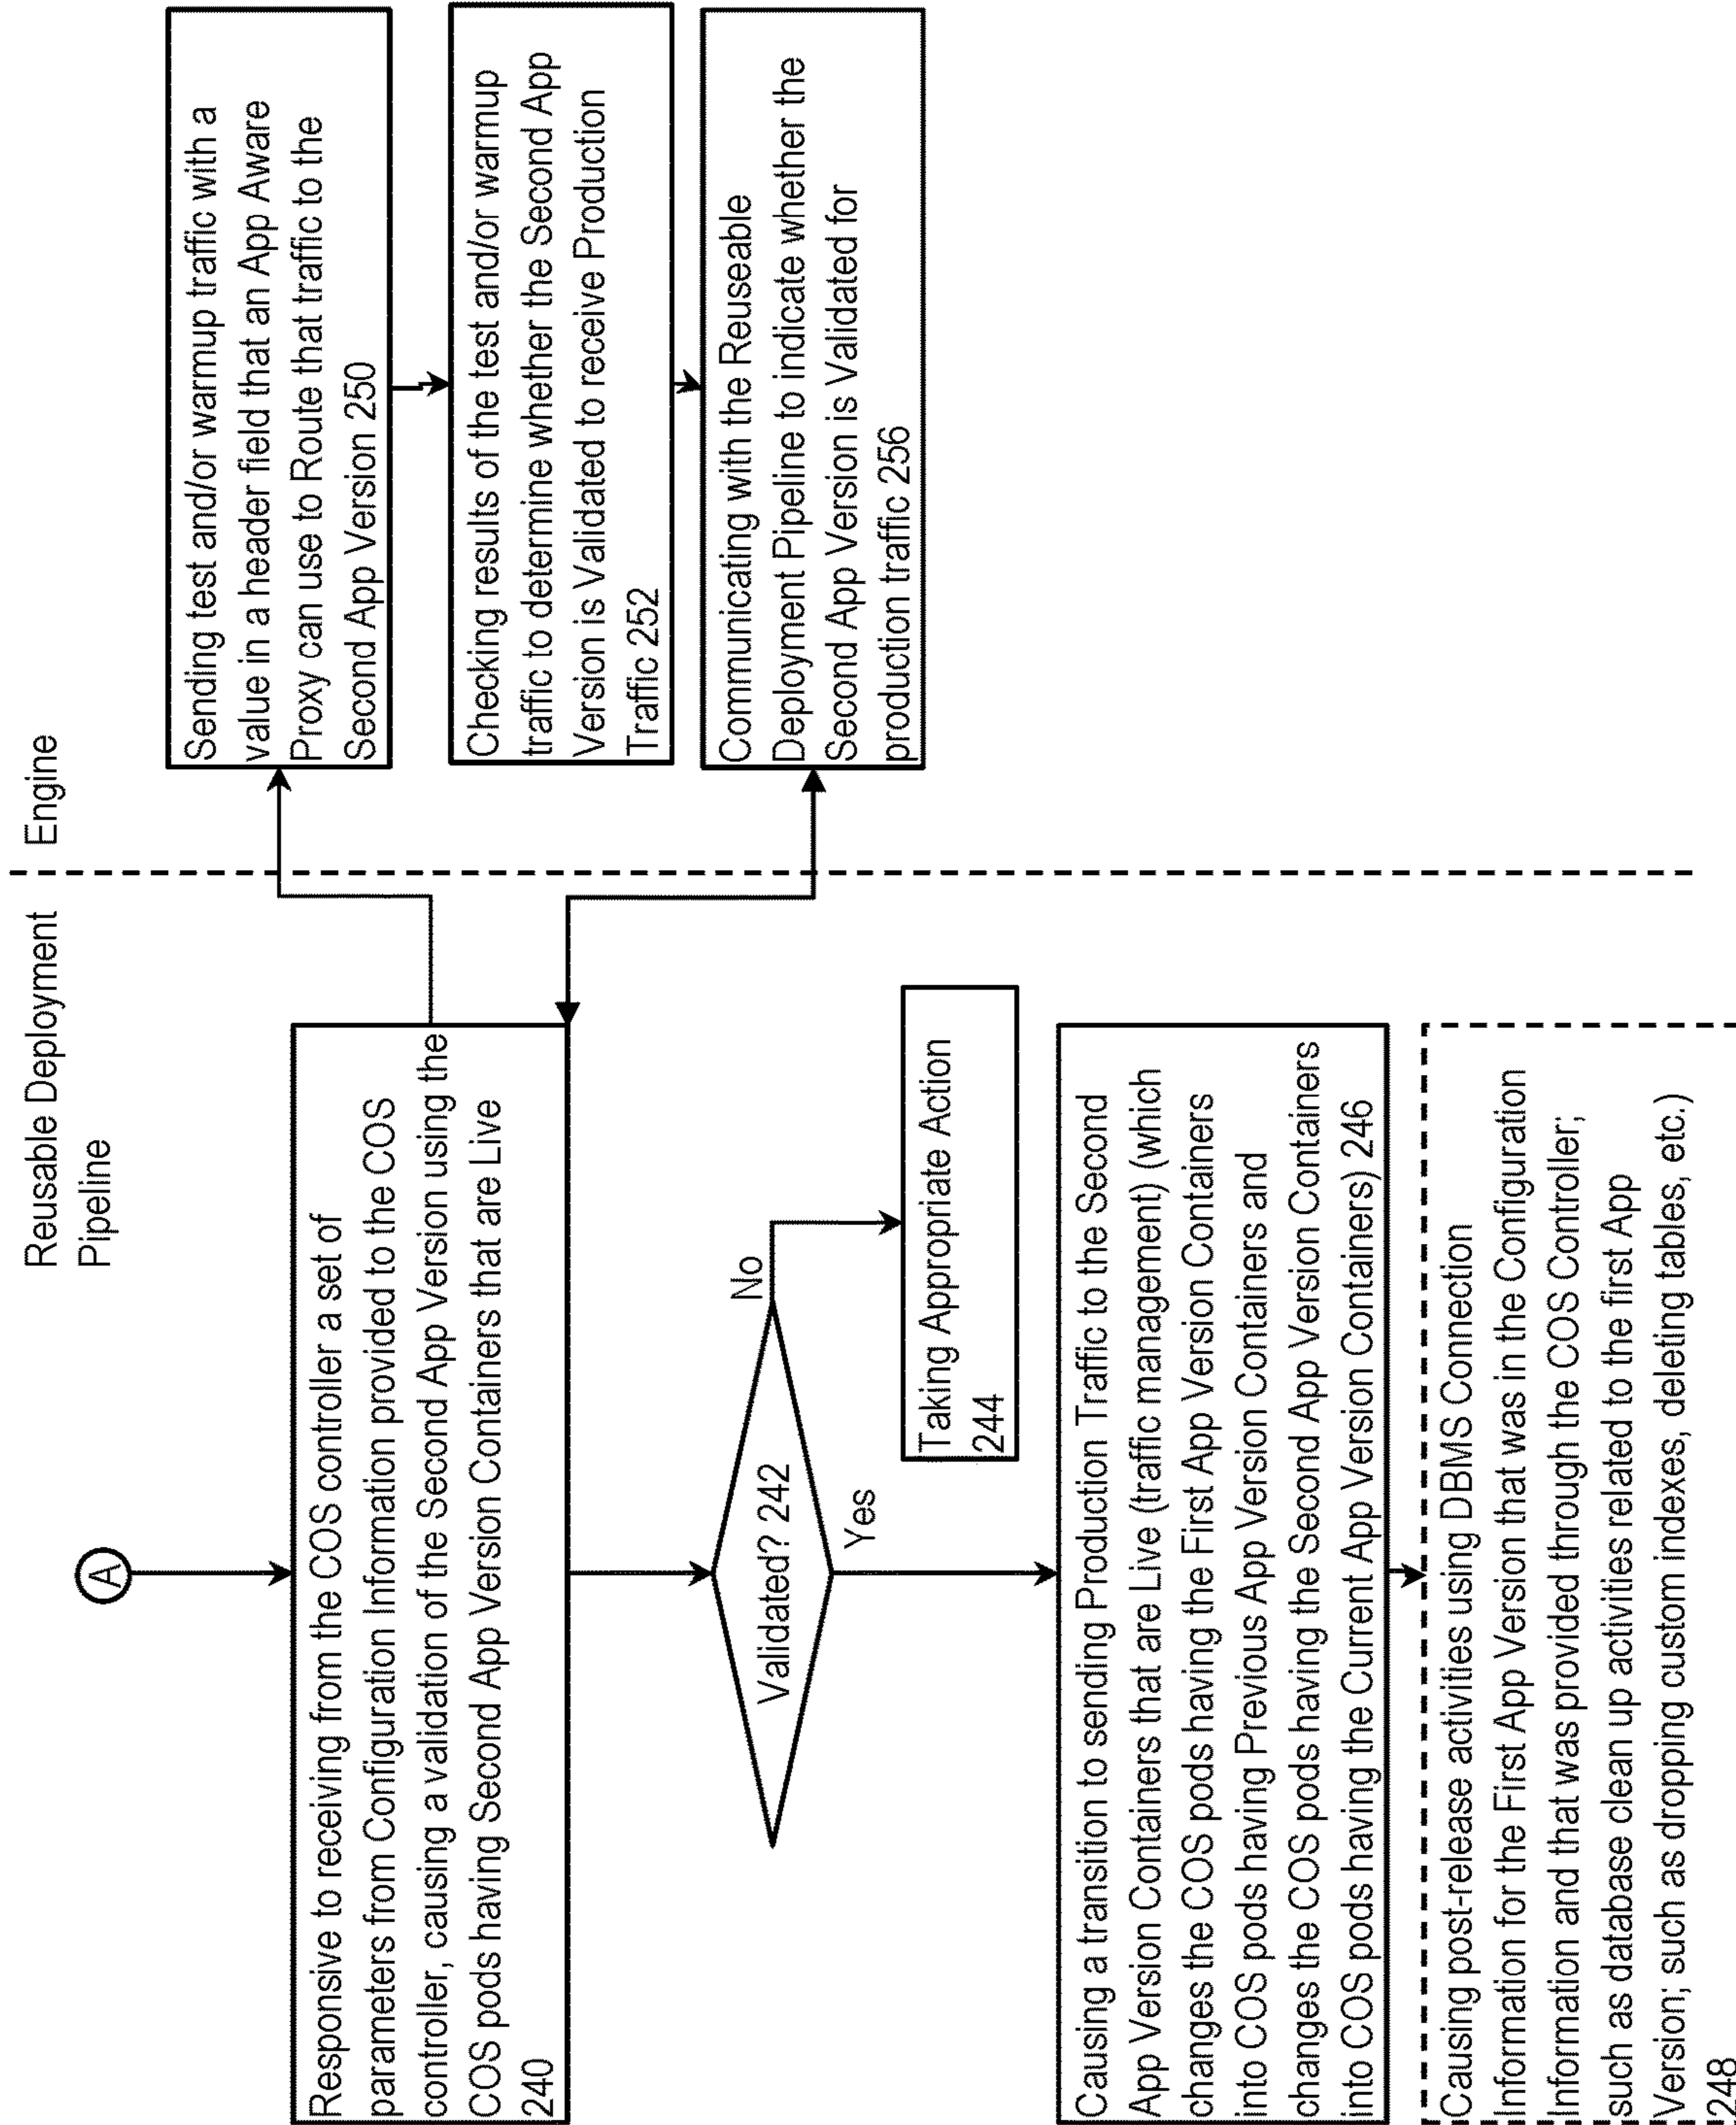 Reusable Deployment
Pipeline
Engine
A
Responsive to receiving from the COS controller a set of
parameters from Configuration Information provided to the COS
controller, causing a validation of the Second App Version using the
COS pods having Second App Version Containers that are Live
240
Sending test and/or warmup traffic with a
value in a header field that an App Aware
Proxy can use to Route that traffic to the
Second App Version 250
Checking results of the test and/or warmup
traffic to determine whether the Second App
Version is Validated to receive Production
Traffic 252
Communicating with the Reuseable
Deployment Pipeline to indicate whether the
Second App Version is Validated for
production traffic 256
Validated? 242
No
Yes
Taking Appropriate Action
244
Causing a transition to sending Production Traffic to the Second
App Version Containers that are Live (traffic management) (which
changes the COS pods having the First App Version Containers
into COS pods having Previous App Version Containers and
changes the COS pods having the Second App Version Containers
into COS pods having the Current App Version Containers) 246
Causing post-release activities using DBMS Connection
Information for the First App Version that was in the Configuration
Information and that was provided through the COS Controller;
such as database clean up activities related to the first App
Version; such as dropping custom indexes, deleting tables, etc.)
248